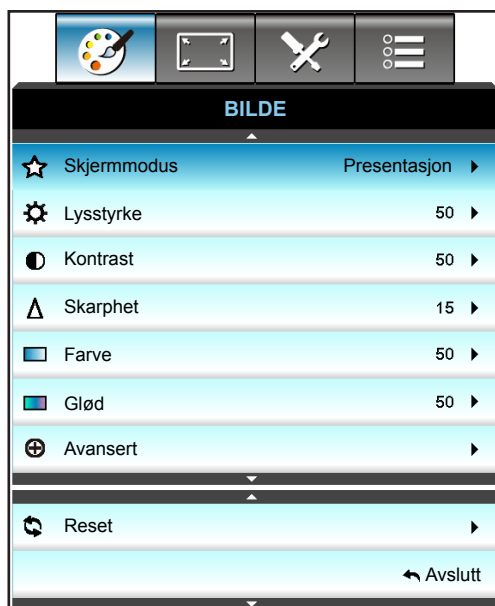 BILDE
Skjermmodus Presentasjon
Lysstyrke 50
Kontrast 50
Skarphet 15
Farve 50
Glød 50
Avansert
Reset
Avslutt